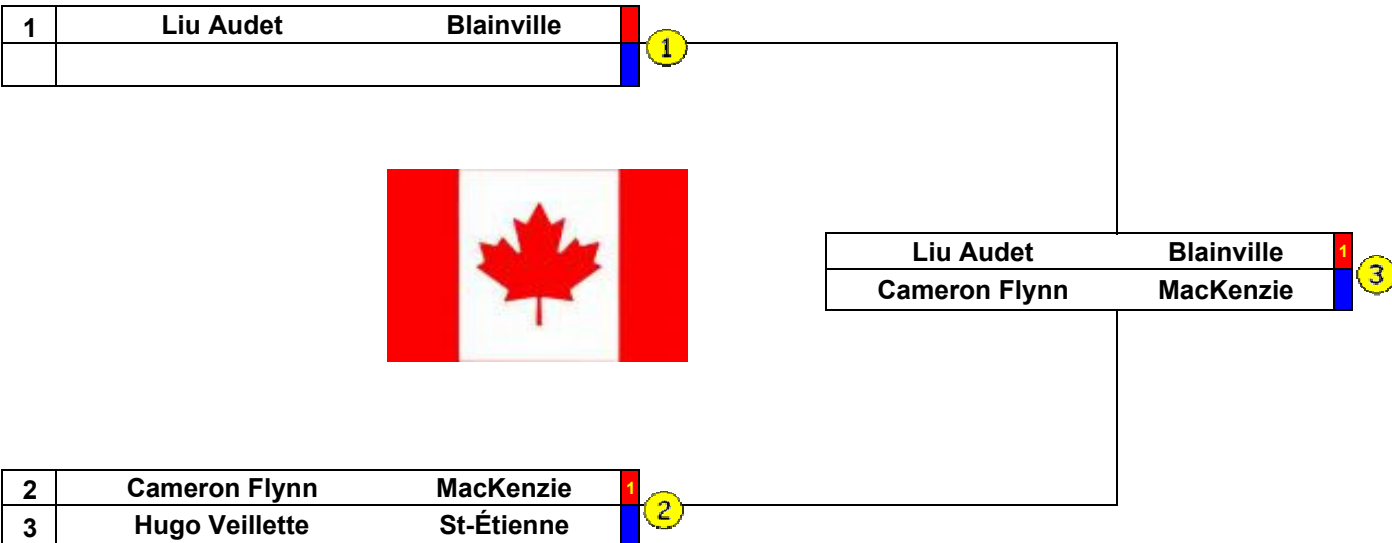 1 Liu Audet Blainville
1
Liu Audet Blainville 1
Cameron Flynn MacKenzie
3
2 Cameron Flynn MacKenzie 1
3 Hugo Veillette St-Étienne
2